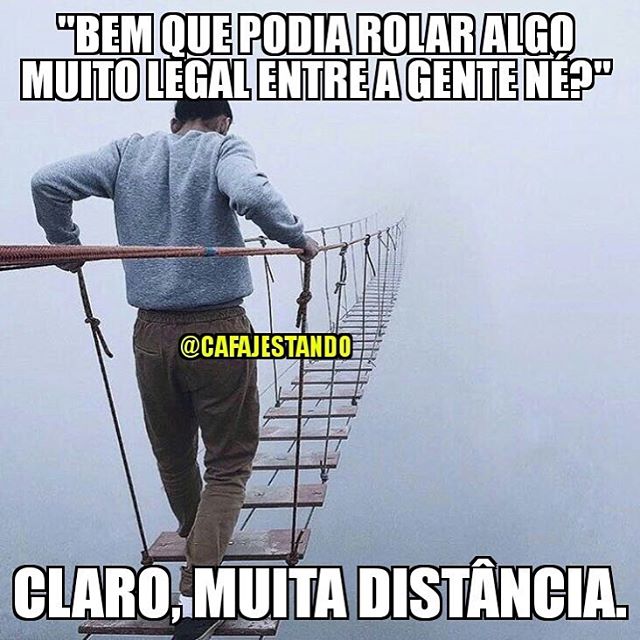 "BEM QUE PODIA ROLAR ALGO
MUITO LEGAL ENTRE A GENTE NÉ?"
@CAFAJESTANDO
CLARO, MUITA DISTÂNCIA.